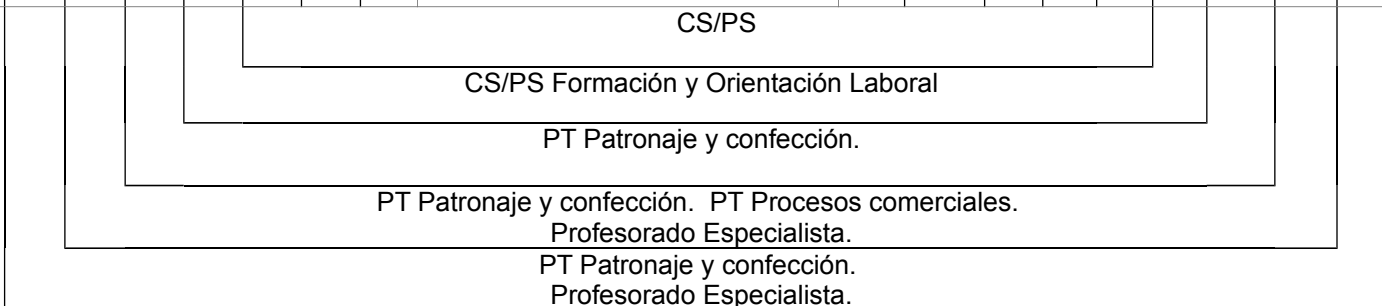 CS/PS
CS/PS Formación y Orientación Laboral
PT Patronaje y confección.
PT Patronaje y confección. PT Procesos comerciales.
Profesorado Especialista.
PT Patronaje y confección.
Profesorado Especialista.